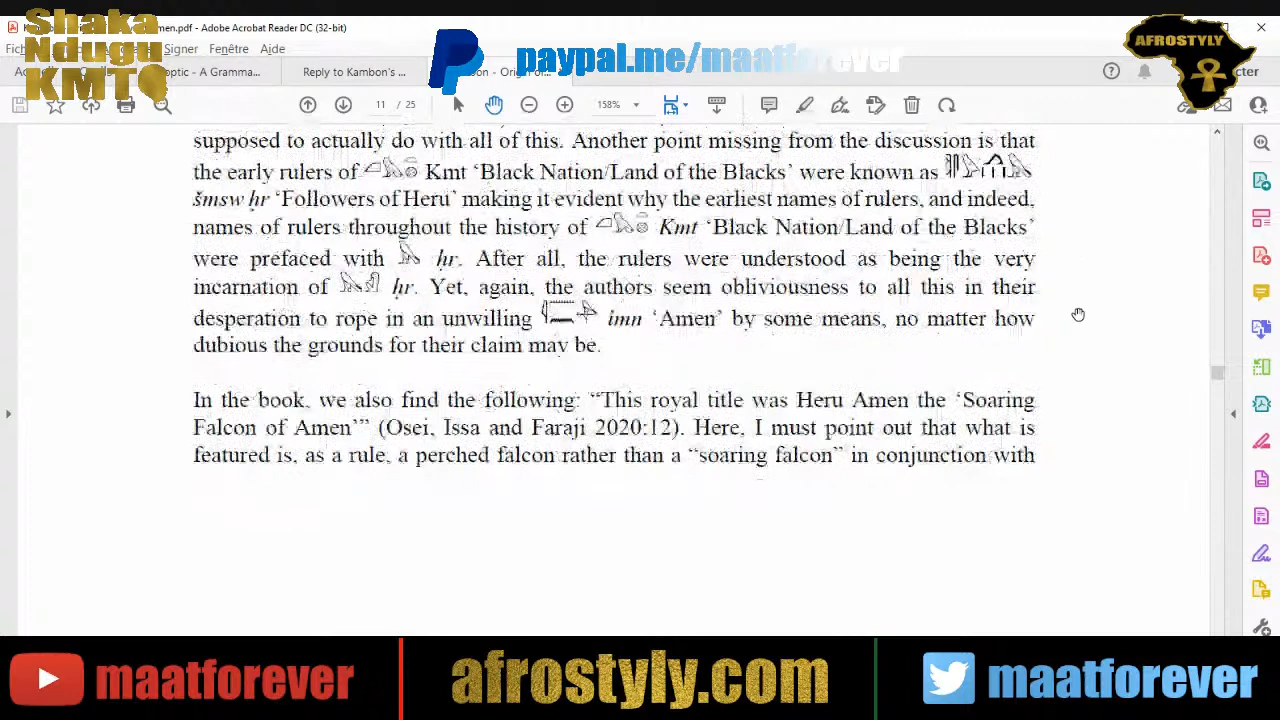 Shaka
Ndugu
KMT
men.pdf - Adobe Acrobat Reader DC (32-bit)
Signer Fenêtre Aide
paypal.me/maatforever
AFROSTYLY
optic - A Gramma...
Reply to Kambon's ...
11 / 25
158%
supposed to actually do with all of this. Another point missing from the discussion is that
the early rulers of Kmt ‘Black Nation/Land of the Blacks’ were known as
šmsw ḥr ‘Followers of Heru’ making it evident why the earliest names of rulers, and indeed,
names of rulers throughout the history of Kmt ‘Black Nation/Land of the Blacks’
were prefaced with ḥr. After all, the rulers were understood as being the very
incarnation of ḥr. Yet, again, the authors seem obliviousness to all this in their
desperation to rope in an unwilling imn ‘Amen’ by some means, no matter how
dubious the grounds for their claim may be.
In the book, we also find the following: “This royal title was Heru Amen the ‘Soaring
Falcon of Amen’” (Osei, Issa and Faraji 2020:12). Here, I must point out that what is
featured is, as a rule, a perched falcon rather than a “soaring falcon” in conjunction with
maatforever
afrostyly.com
maatforever